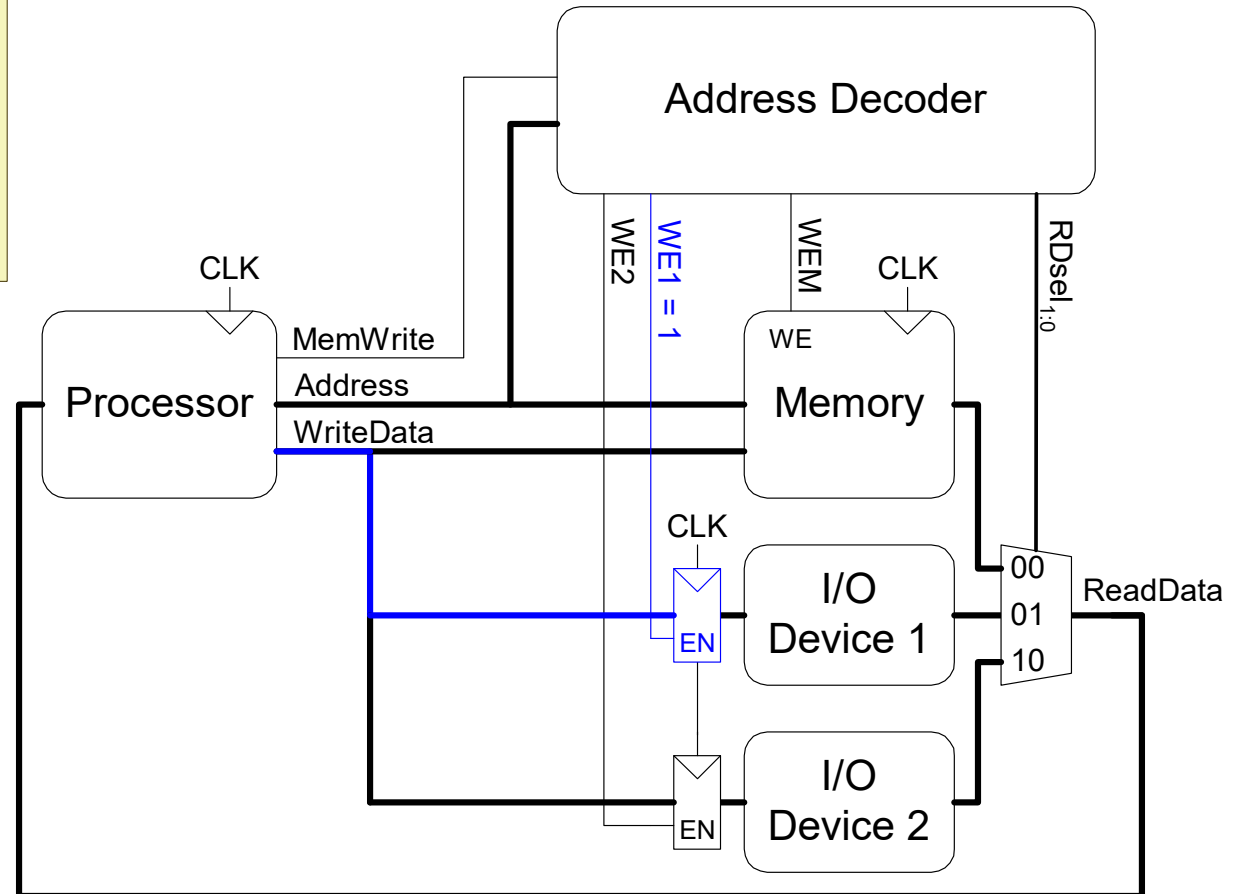 Address Decoder
WE2
WE1 = 1
WEM
RDsel1:0
CLK
CLK
MemWrite
WE
Processor
Address
Memory
WriteData
CLK
I/O
Device 1
EN
00
01
10
ReadData
I/O
Device 2
EN